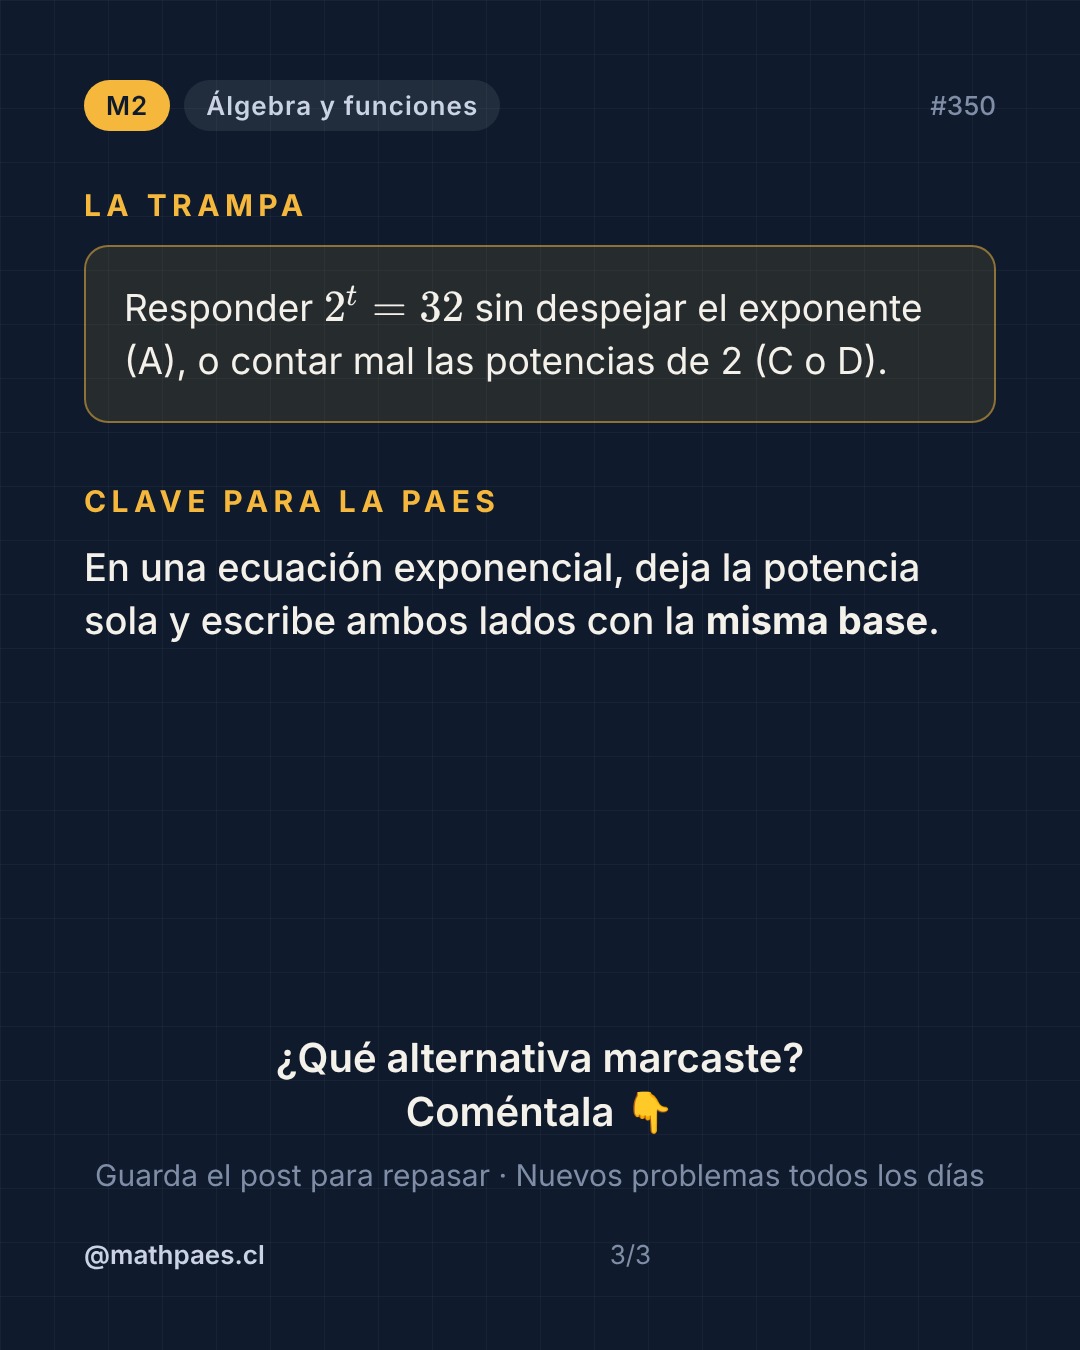 M2 Álgebra y funciones #350
LA TRAMPA
Responder $2^t = 32$ sin despejar el exponente
(A), o contar mal las potencias de 2 (C o D).
CLAVE PARA LA PAES
En una ecuación exponencial, deja la potencia
sola y escribe ambos lados con la misma base.
¿Qué alternativa marcaste?
Coméntala 👇
Guarda el post para repasar · Nuevos problemas todos los días
@mathpaes.cl 3/3